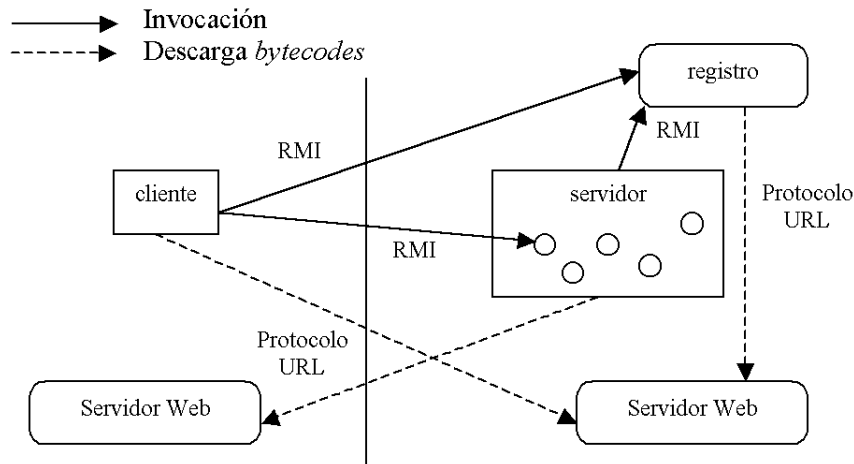 Invocación
Descarga bytecodes
registro
RMI
RMI
cliente
servidor
Protocolo
URL
RMI
Protocolo
URL
Servidor Web
Servidor Web